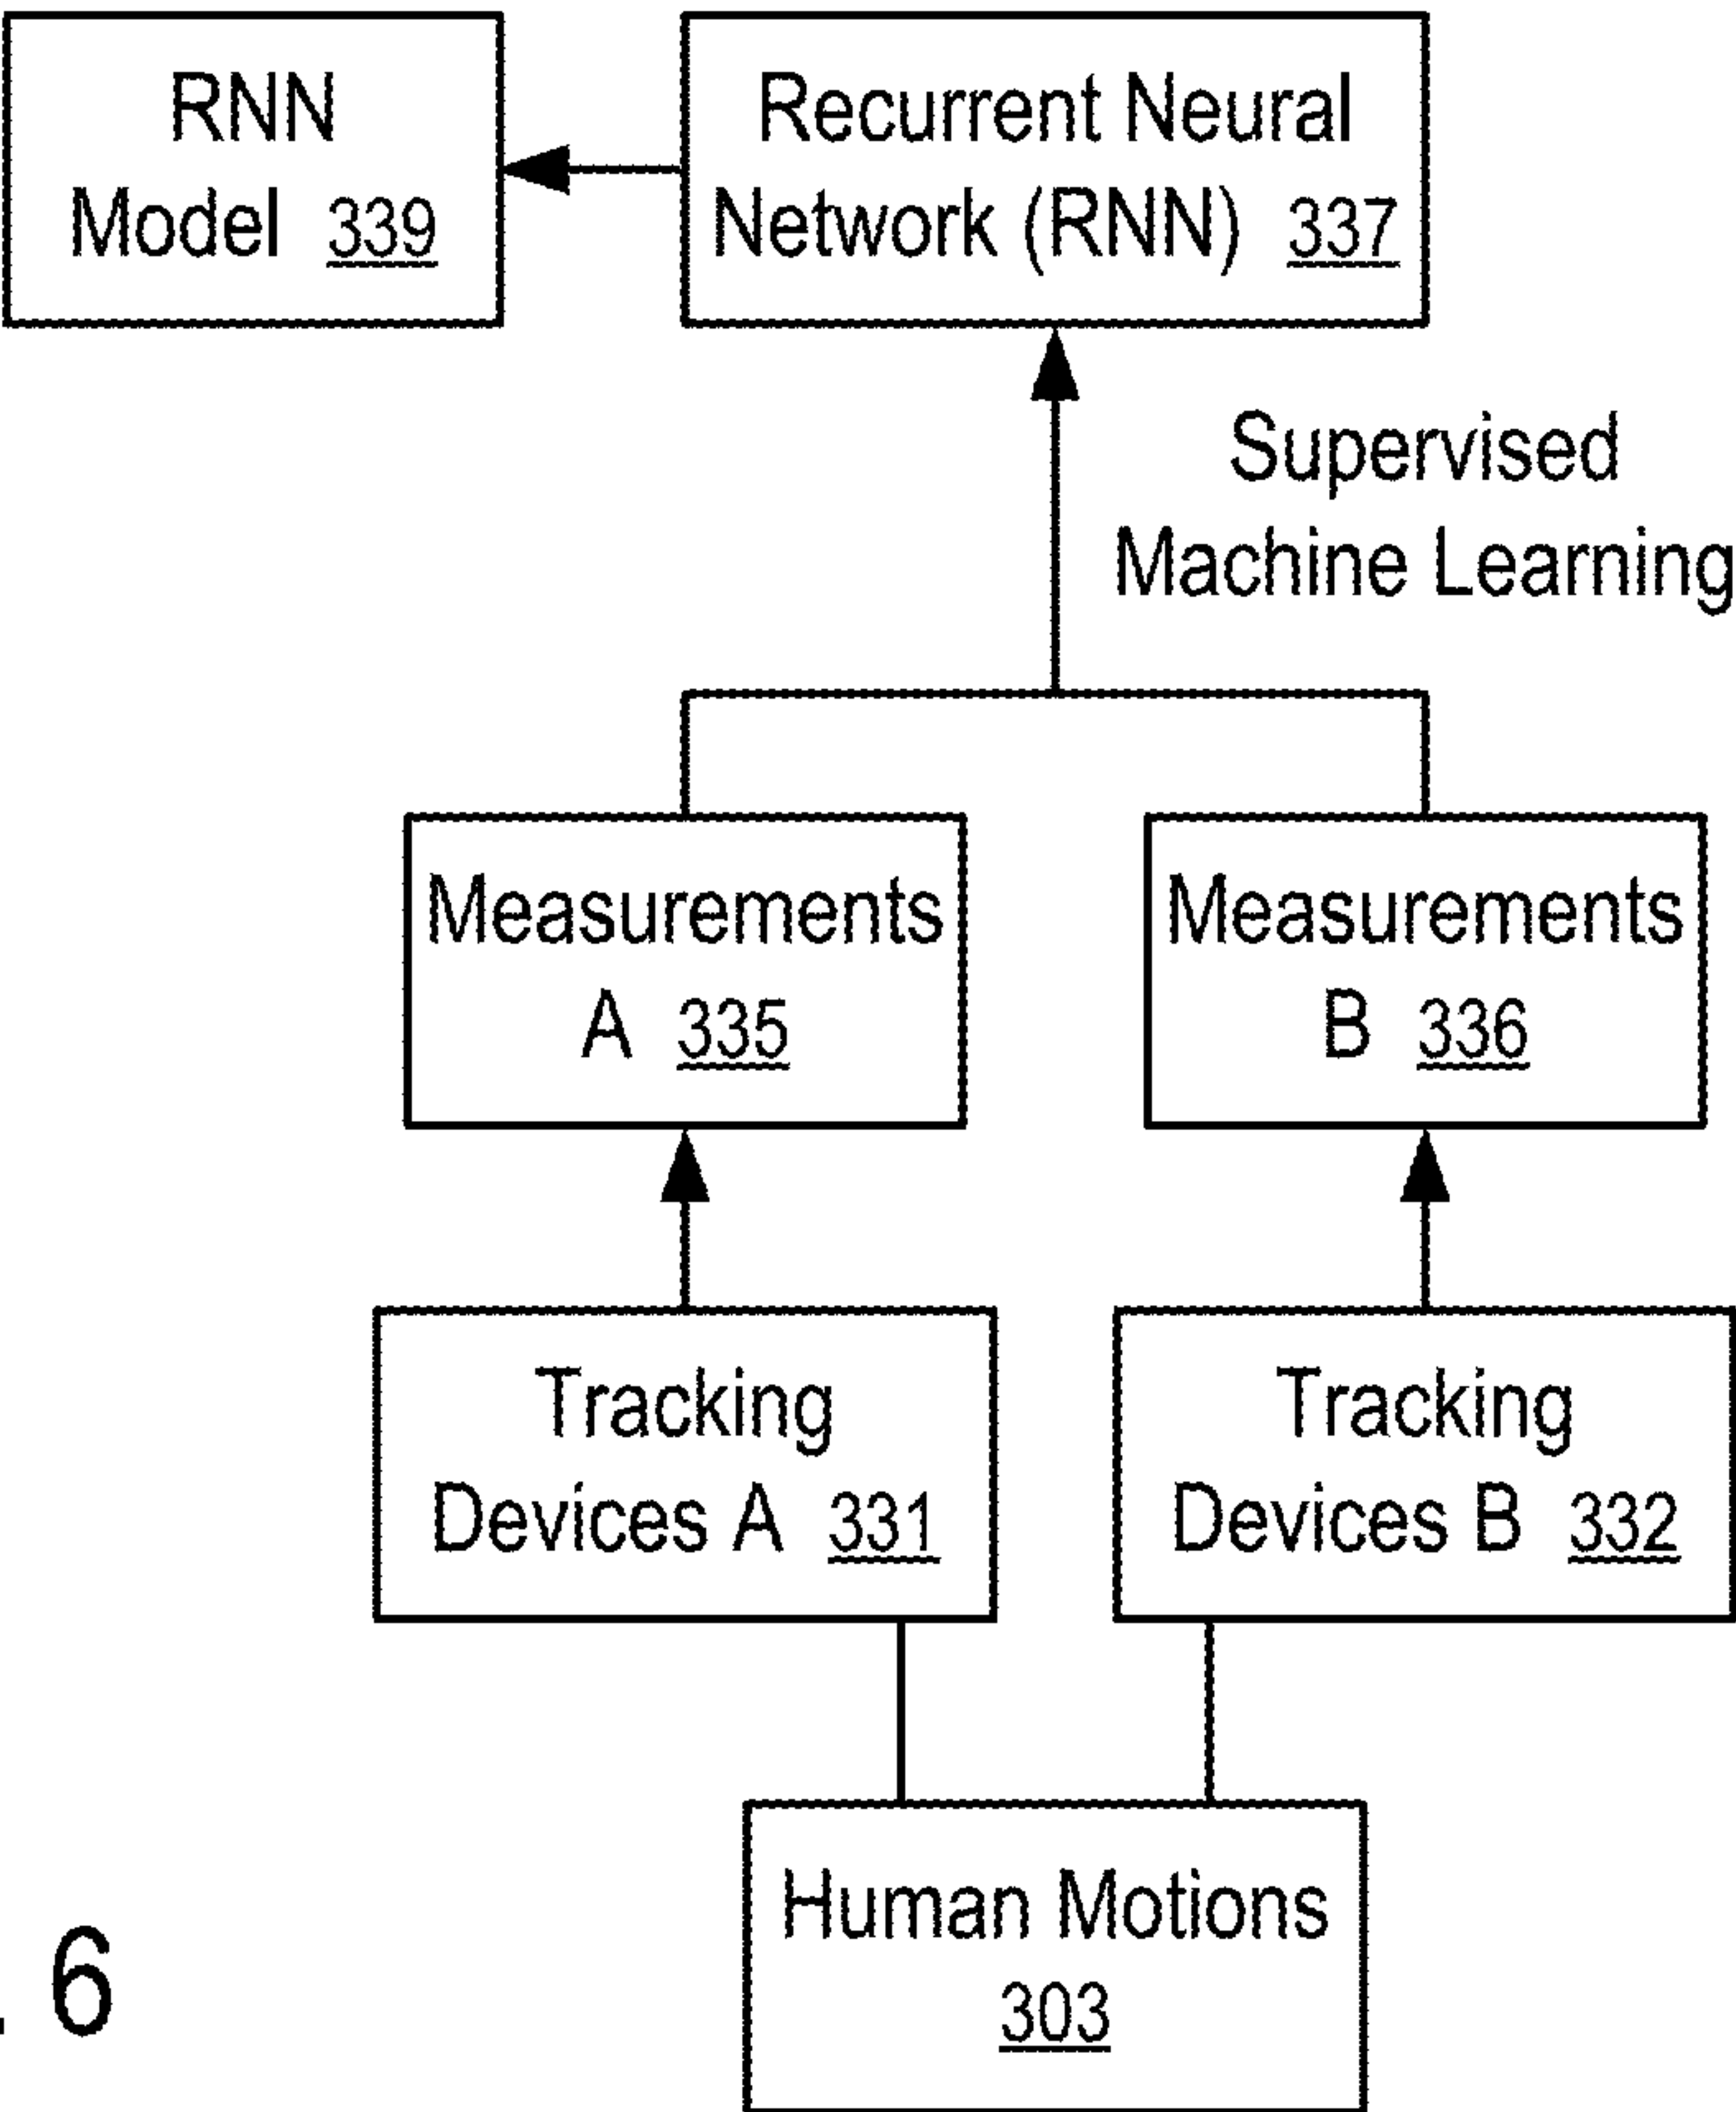 RNN
Model 339
Recurrent Neural
Network (RNN) 337
Supervised
Machine Learning
Measurements
A 335
Measurements
B 336
Tracking
Devices A 331
Tracking
Devices B 332
Human Motions
303
. 6